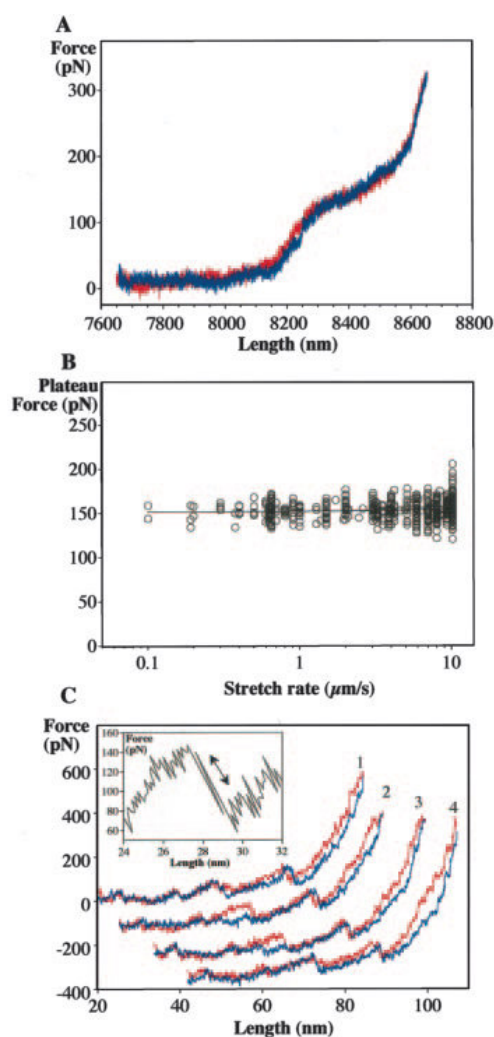 A
Force
(pN)
300
200
100
0
7600 7800 8000 8200 8400 8600 8800
Length (nm)
B
Plateau
Force (pN)
250
200
150
100
50
0
0.1 1 10
Stretch rate (µm/s)
C
Force
(pN)
600
400
200
0
-200
-400
160
140
120
100
80
60
Force
(pN)
24 26 28 30 32
Length (nm)
1
2
3
4
20 40 60 80 100
Length (nm)